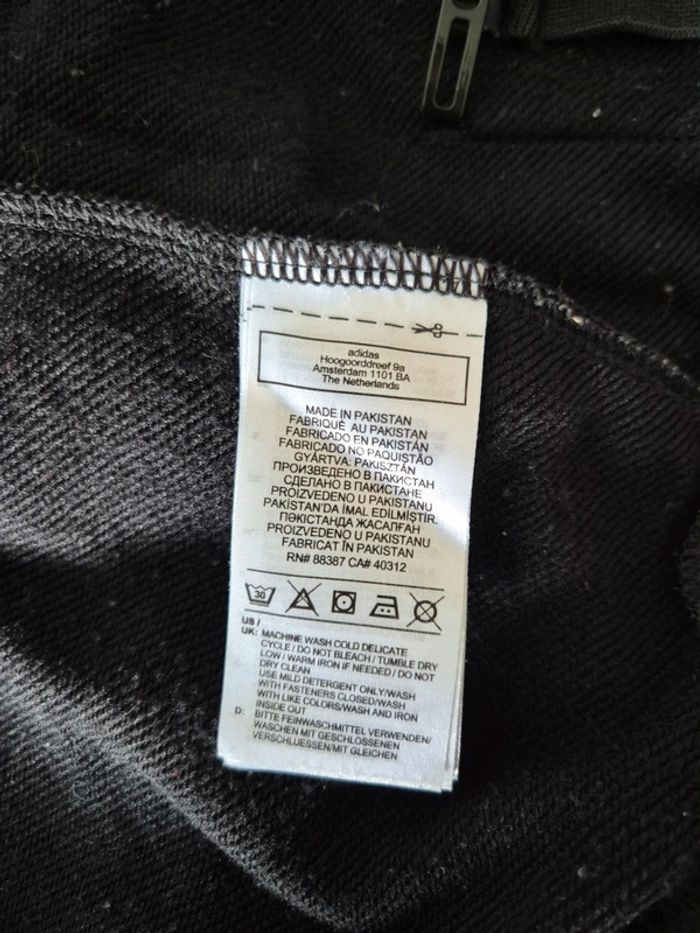 adidas
Hoogoorddreef 9a
Amsterdam 1101 BA
The Netherlands
MADE IN PAKISTAN
FABRIQUÉ AU PAKISTAN
FABRICADO EN PAKISTÁN
FABRICADO NO PAQUISTÃO
GYÁRTVA: PAKISZTÁN
ПРОИЗВЕДЕНО В ПАКИСТАН
СДЕЛАНО В ПАКИСТАНЕ
PROIZVEDENO U PAKISTANU
PAKİSTAN'DA İMAL EDİLMİŞTİR.
ПӘКІСТАНДА ЖАСАЛҒАН
PROIZVEDENO U PAKISTANU
FABRICAT ÎN PAKISTAN
RN# 88387 CA# 40312
30
US /
UK: MACHINE WASH COLD DELICATE
CYCLE / DO NOT BLEACH / TUMBLE DRY
LOW / WARM IRON IF NEEDED / DO NOT
DRY CLEAN
USE MILD DETERGENT ONLY/WASH
WITH FASTENERS CLOSED/WASH
WITH LIKE COLORS/WASH AND IRON
INSIDE OUT
D: BITTE FEINWASCHMITTEL VERWENDEN/
WASCHEN MIT GESCHLOSSENEN
VERSCHLUESSEN/MIT GLEICHEN